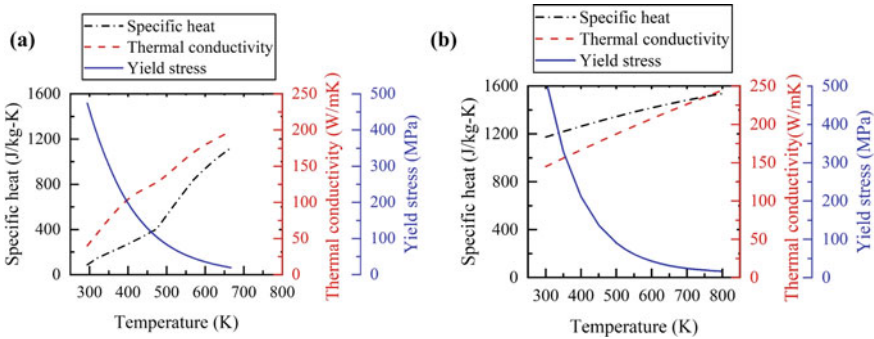 (a)
Specific heat
Thermal conductivity
Yield stress
1600
1200
800
400
0
Specific heat (J/kg-K)
300 400 500 600 700 800
Temperature (K)
250
200
150
100
50
0
Thermal conductivity (W/mK)
500
400
300
200
100
0
Yield stress (MPa)
(b)
Specific heat
Thermal conductivity
Yield stress
1600
1200
800
400
0
Specific heat (J/kg-K)
300 400 500 600 700 800
Temperature (K)
250
200
150
100
50
0
Thermal conductivity(W/mK)
500
400
300
200
100
0
Yield stress (MPa)